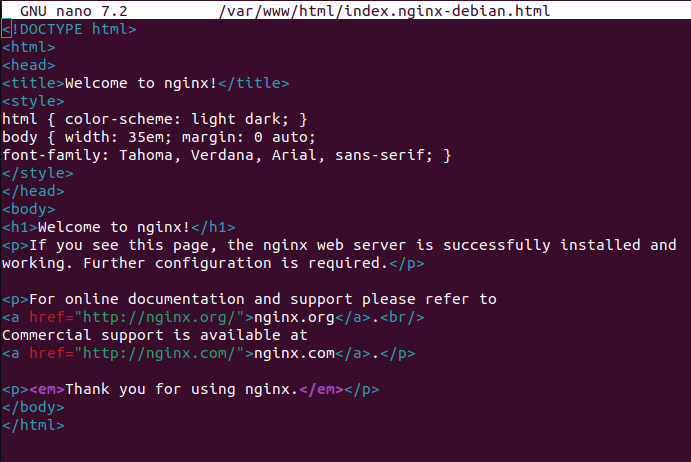 GNU nano 7.2 /var/www/html/index.nginx-debian.html
<!DOCTYPE html>
<html>
<head>
<title>Welcome to nginx!</title>
<style>
html { color-scheme: light dark; }
body { width: 35em; margin: 0 auto;
font-family: Tahoma, Verdana, Arial, sans-serif; }
</style>
</head>
<body>
<h1>Welcome to nginx!</h1>
<p>If you see this page, the nginx web server is successfully installed and
working. Further configuration is required.</p>
<p>For online documentation and support please refer to
<a href="http://nginx.org/">nginx.org</a>.<br/>
Commercial support is available at
<a href="http://nginx.com/">nginx.com</a>.</p>
<p><em>Thank you for using nginx.</em></p>
</body>
</html>